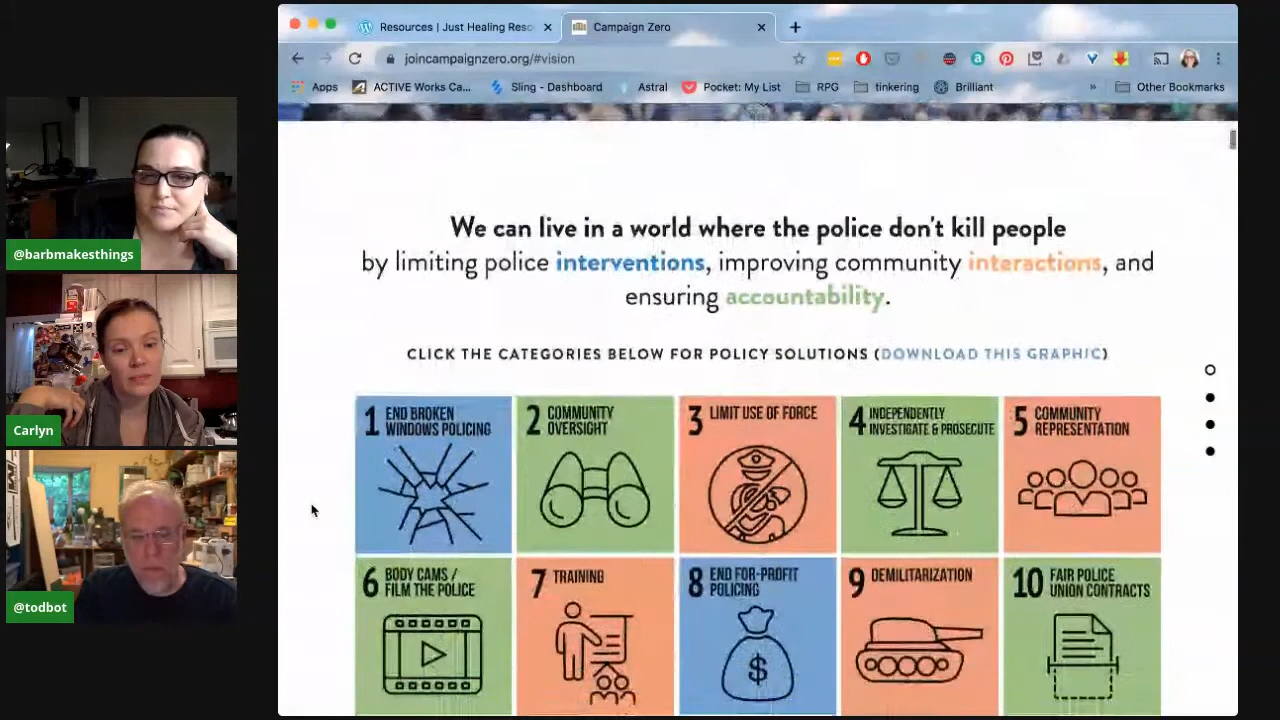 Resources | Just Healing Reso
Campaign Zero
joincampaignzero.org/#vision
Apps
ACTIVE Works Ca...
Sling - Dashboard
Astral
Pocket: My List
RPG
tinkering
Brilliant
»
Other Bookmarks
We can live in a world where the police don't kill people
by limiting police interventions, improving community interactions, and
ensuring accountability.
CLICK THE CATEGORIES BELOW FOR POLICY SOLUTIONS (DOWNLOAD THIS GRAPHIC)
1 END BROKEN
WINDOWS POLICING
2 COMMUNITY
OVERSIGHT
3 LIMIT USE OF FORCE
4 INDEPENDENTLY
INVESTIGATE & PROSECUTE
5 COMMUNITY
REPRESENTATION
6 BODY CAMS /
FILM THE POLICE
7 TRAINING
8 END FOR-PROFIT
POLICING
$
9 DEMILITARIZATION
10 FAIR POLICE
UNION CONTRACTS
@barbmakesthings
Carlyn
@todbot